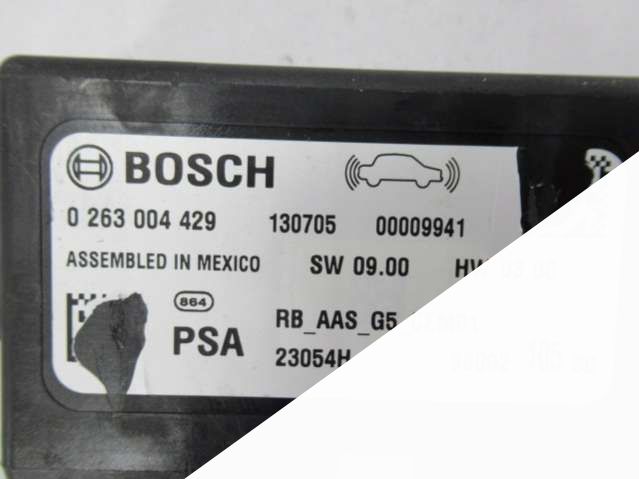 BOSCH
0 263 004 429 130705 00009941
ASSEMBLED IN MEXICO SW 09.00
864
RB_AAS_G5
PSA
23054H